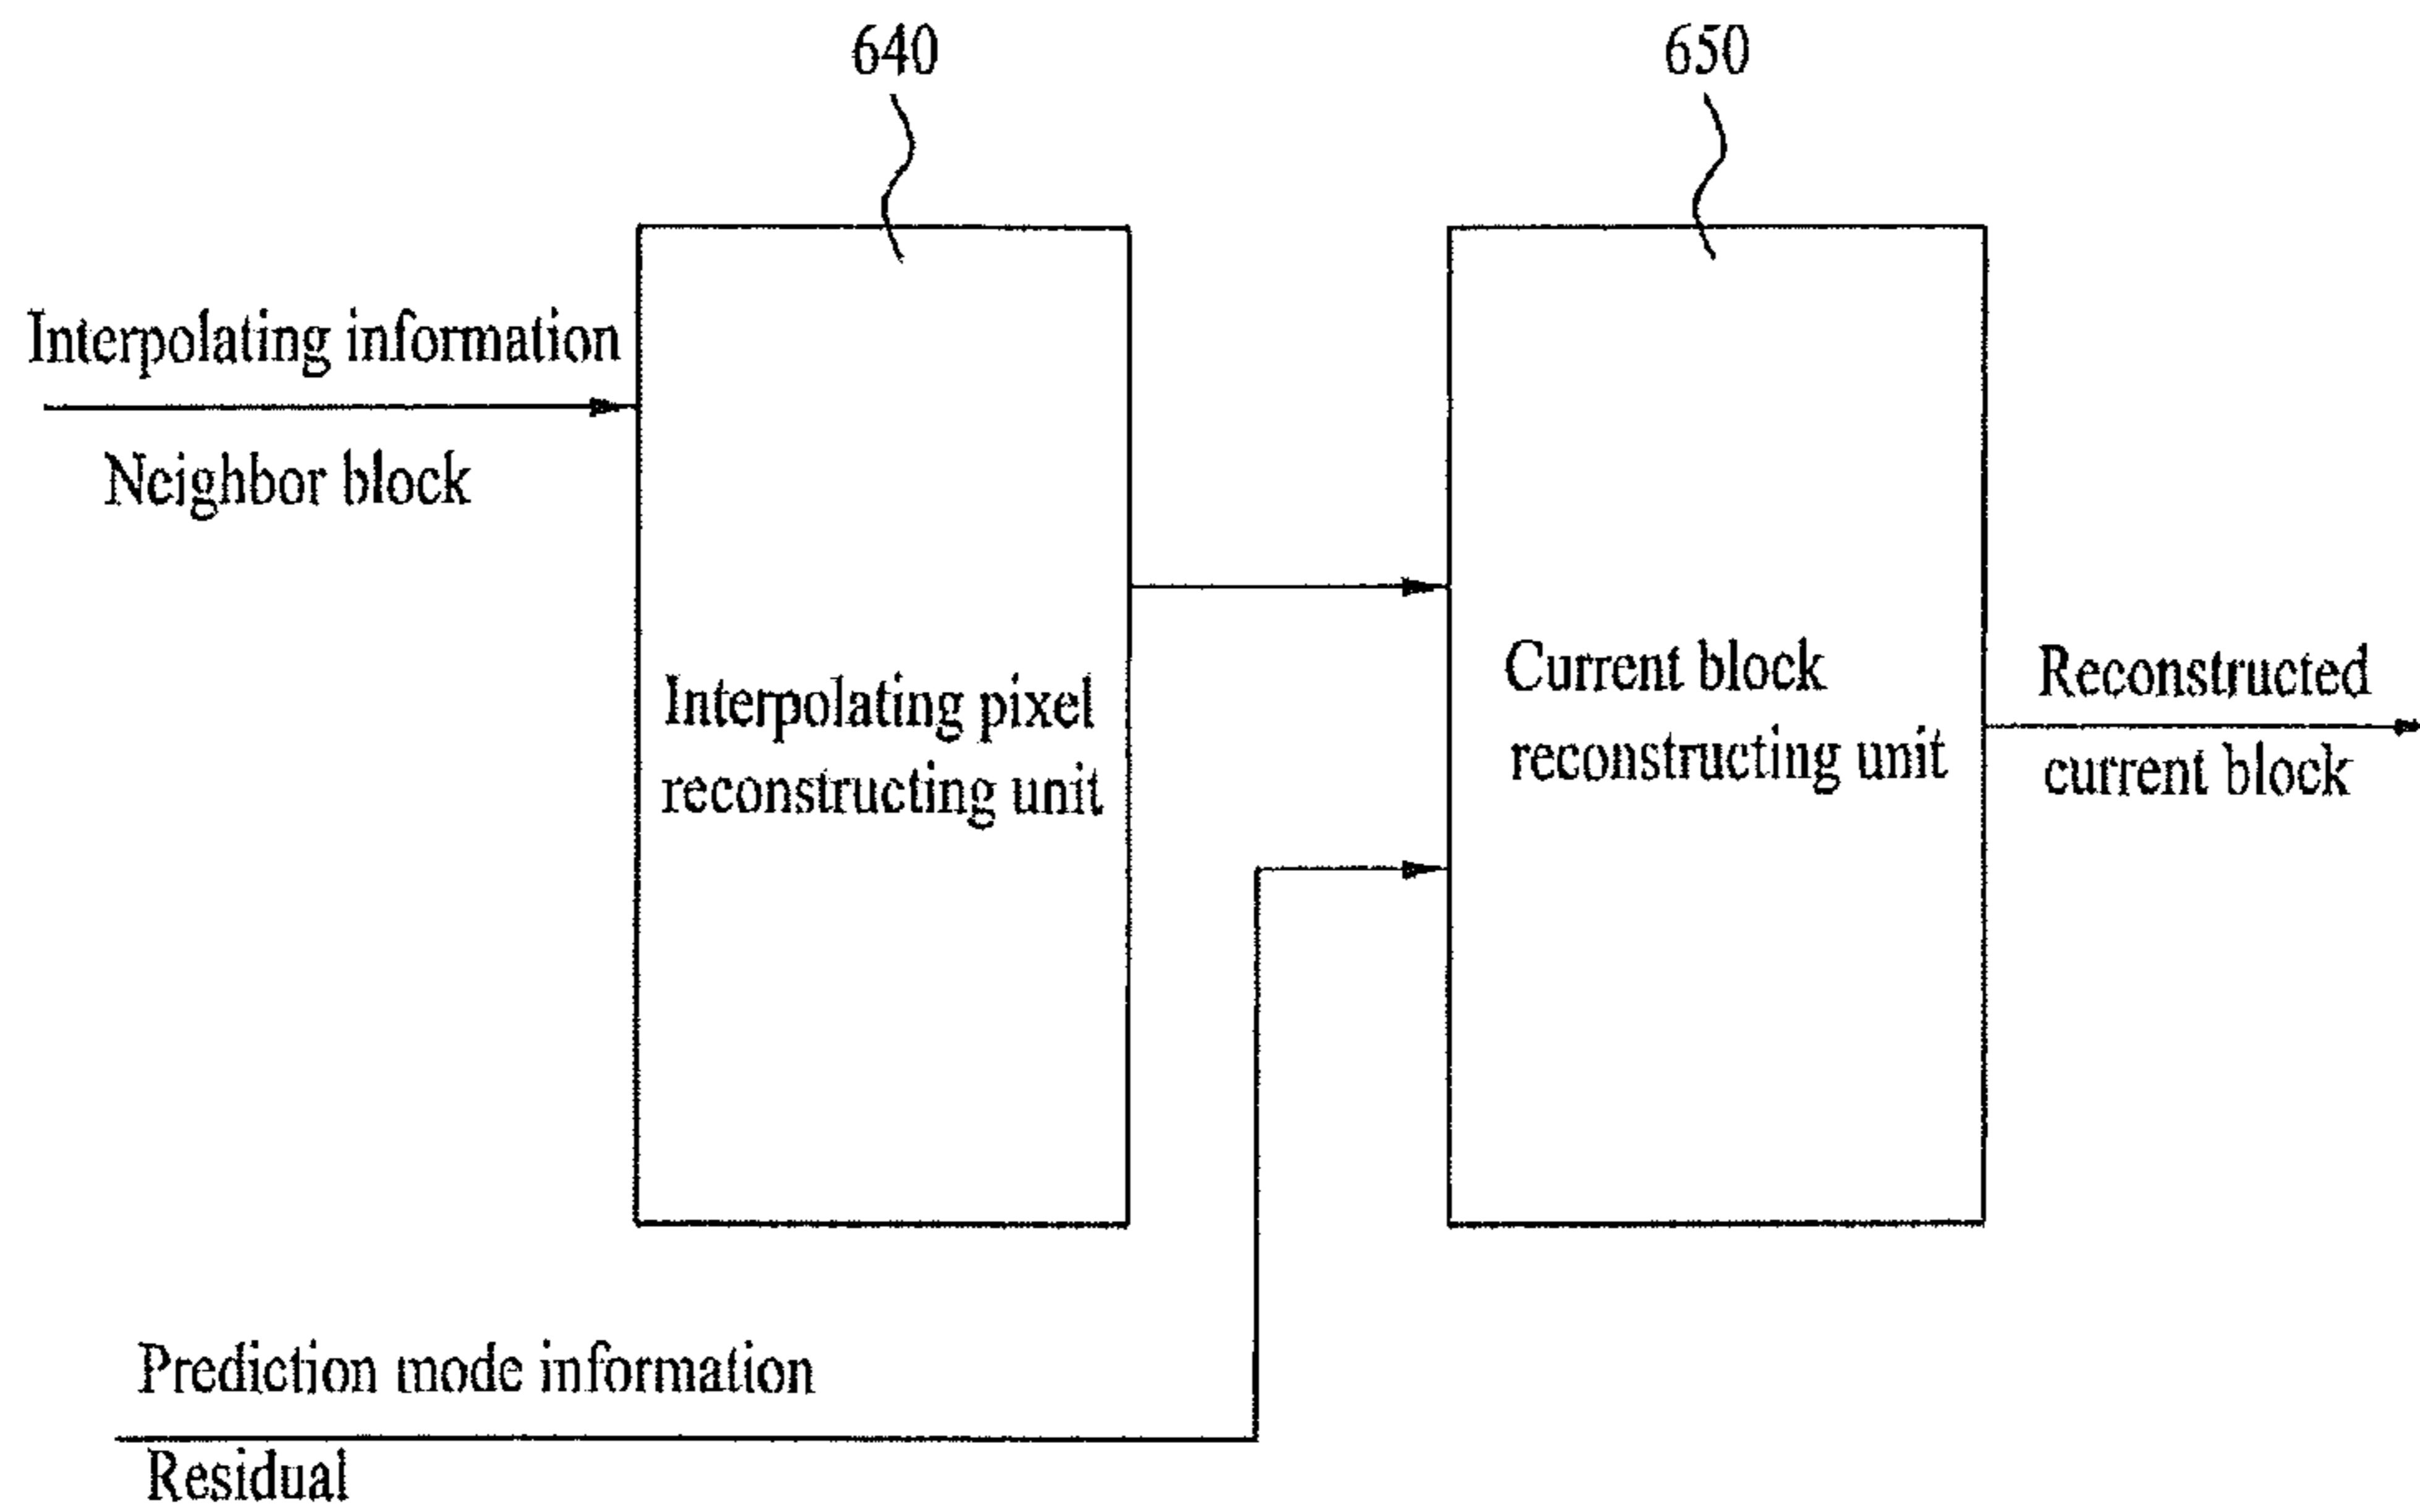 640
650
Interpolating information
Neighbor block
Interpolating pixel
reconstructing unit
Current block
reconstructing unit
Reconstructed
current block
Prediction mode information
Residual